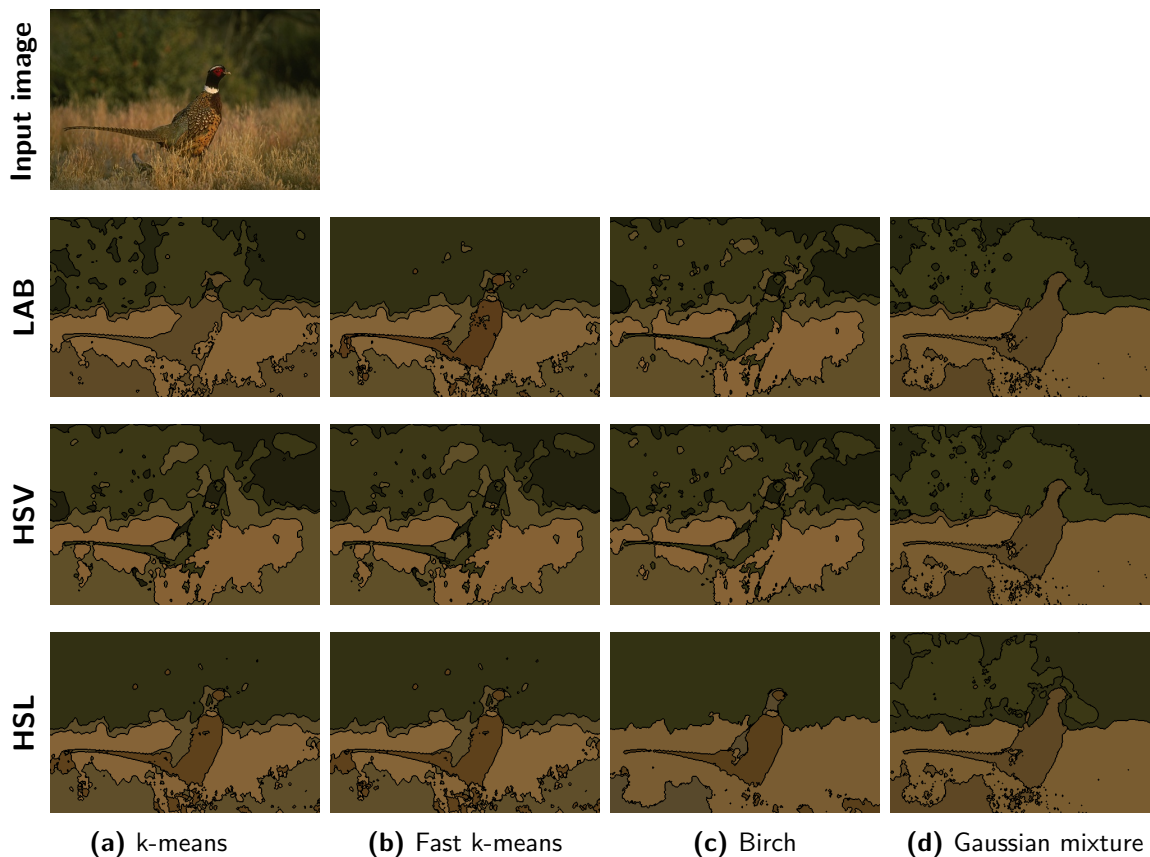 Input image
LAB
HSV
HSL
(a) k-means
(b) Fast k-means
(c) Birch
(d) Gaussian mixture